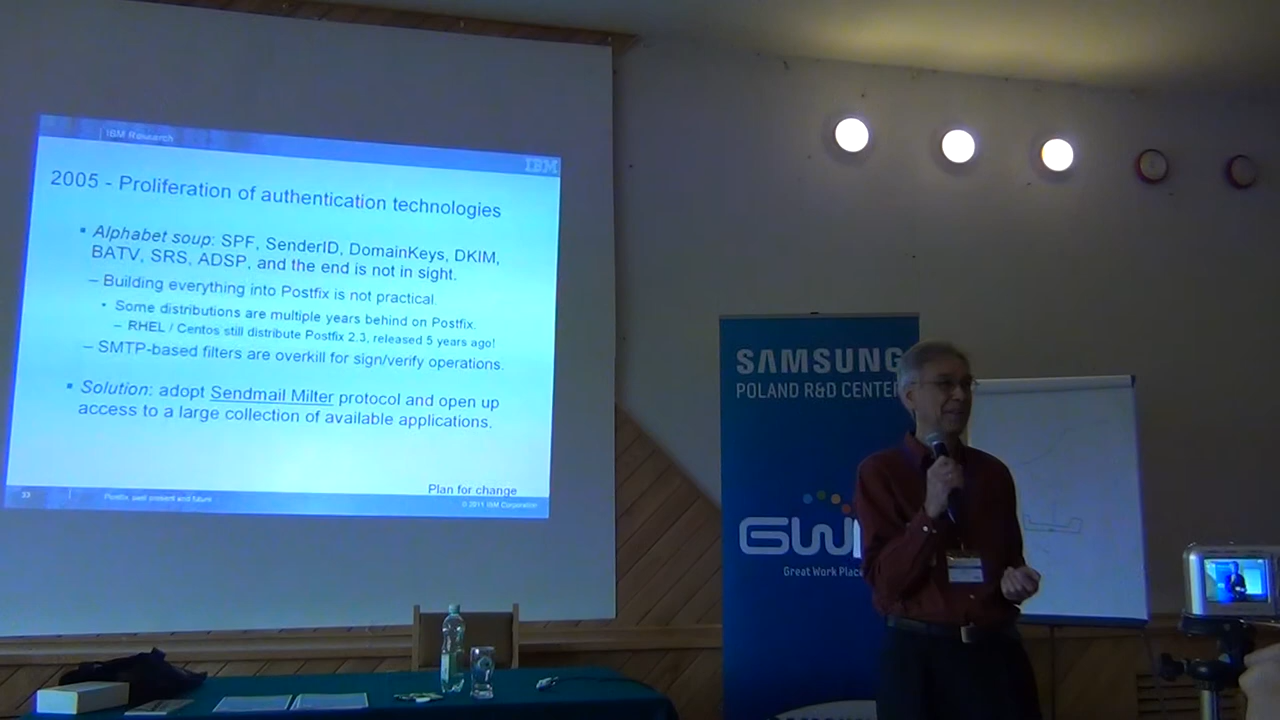 IBM Research
IBM
2005 - Proliferation of authentication technologies
Alphabet soup: SPF, SenderID, DomainKeys, DKIM,
BATV, SRS, ADSP, and the end is not in sight.
– Building everything into Postfix is not practical.
• Some distributions are multiple years behind on Postfix.
– RHEL / Centos still distribute Postfix 2.3, released 5 years ago!
– SMTP-based filters are overkill for sign/verify operations.
Solution: adopt Sendmail Milter protocol and open up
access to a large collection of available applications.
Plan for change
33
Postfix, past present and future
© 2011 IBM Corporation
SAMSUNG
POLAND R&D CENTER
GW
Great Work Place